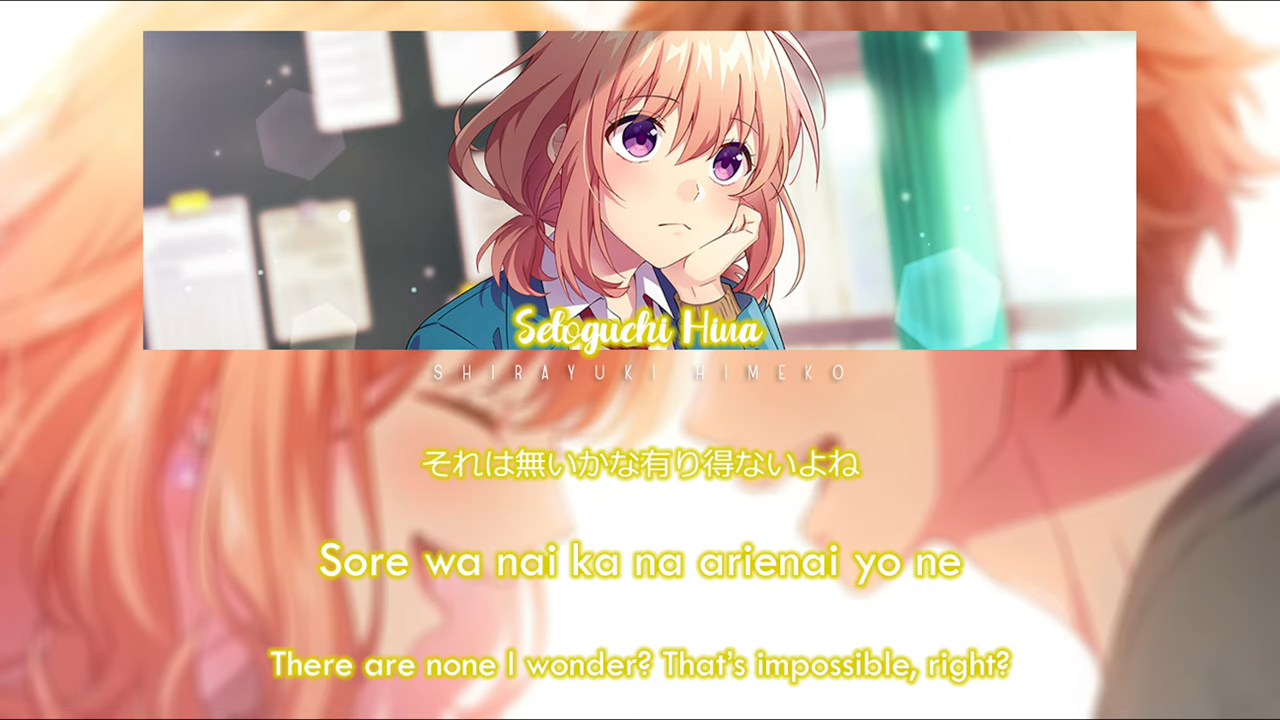 Setoguchi Hina
SHIRAYUKI HIMEKO
それは無いかな有り得ないよね
Sore wa nai ka na arienai yo ne
There are none I wonder? That's impossible, right?